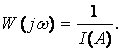 W(jω) = 1 / I(A).